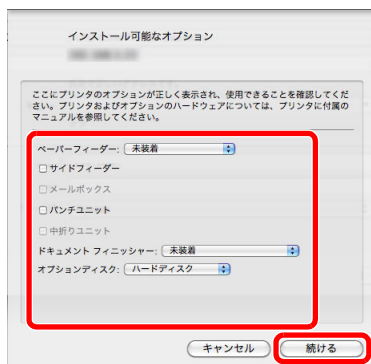 インストール可能なオプション
ここにプリンタのオプションが正しく表示され、使用できることを確認してくだ
さい。プリンタおよびオプションのハードウェアについては、プリンタに付属の
マニュアルを参照してください。
ペーパーフィーダー: 未装着
サイドフィーダー
メールボックス
パンチユニット
中折りユニット
ドキュメント フィニッシャー: 未装着
オプションディスク: ハードディスク
キャンセル 続ける